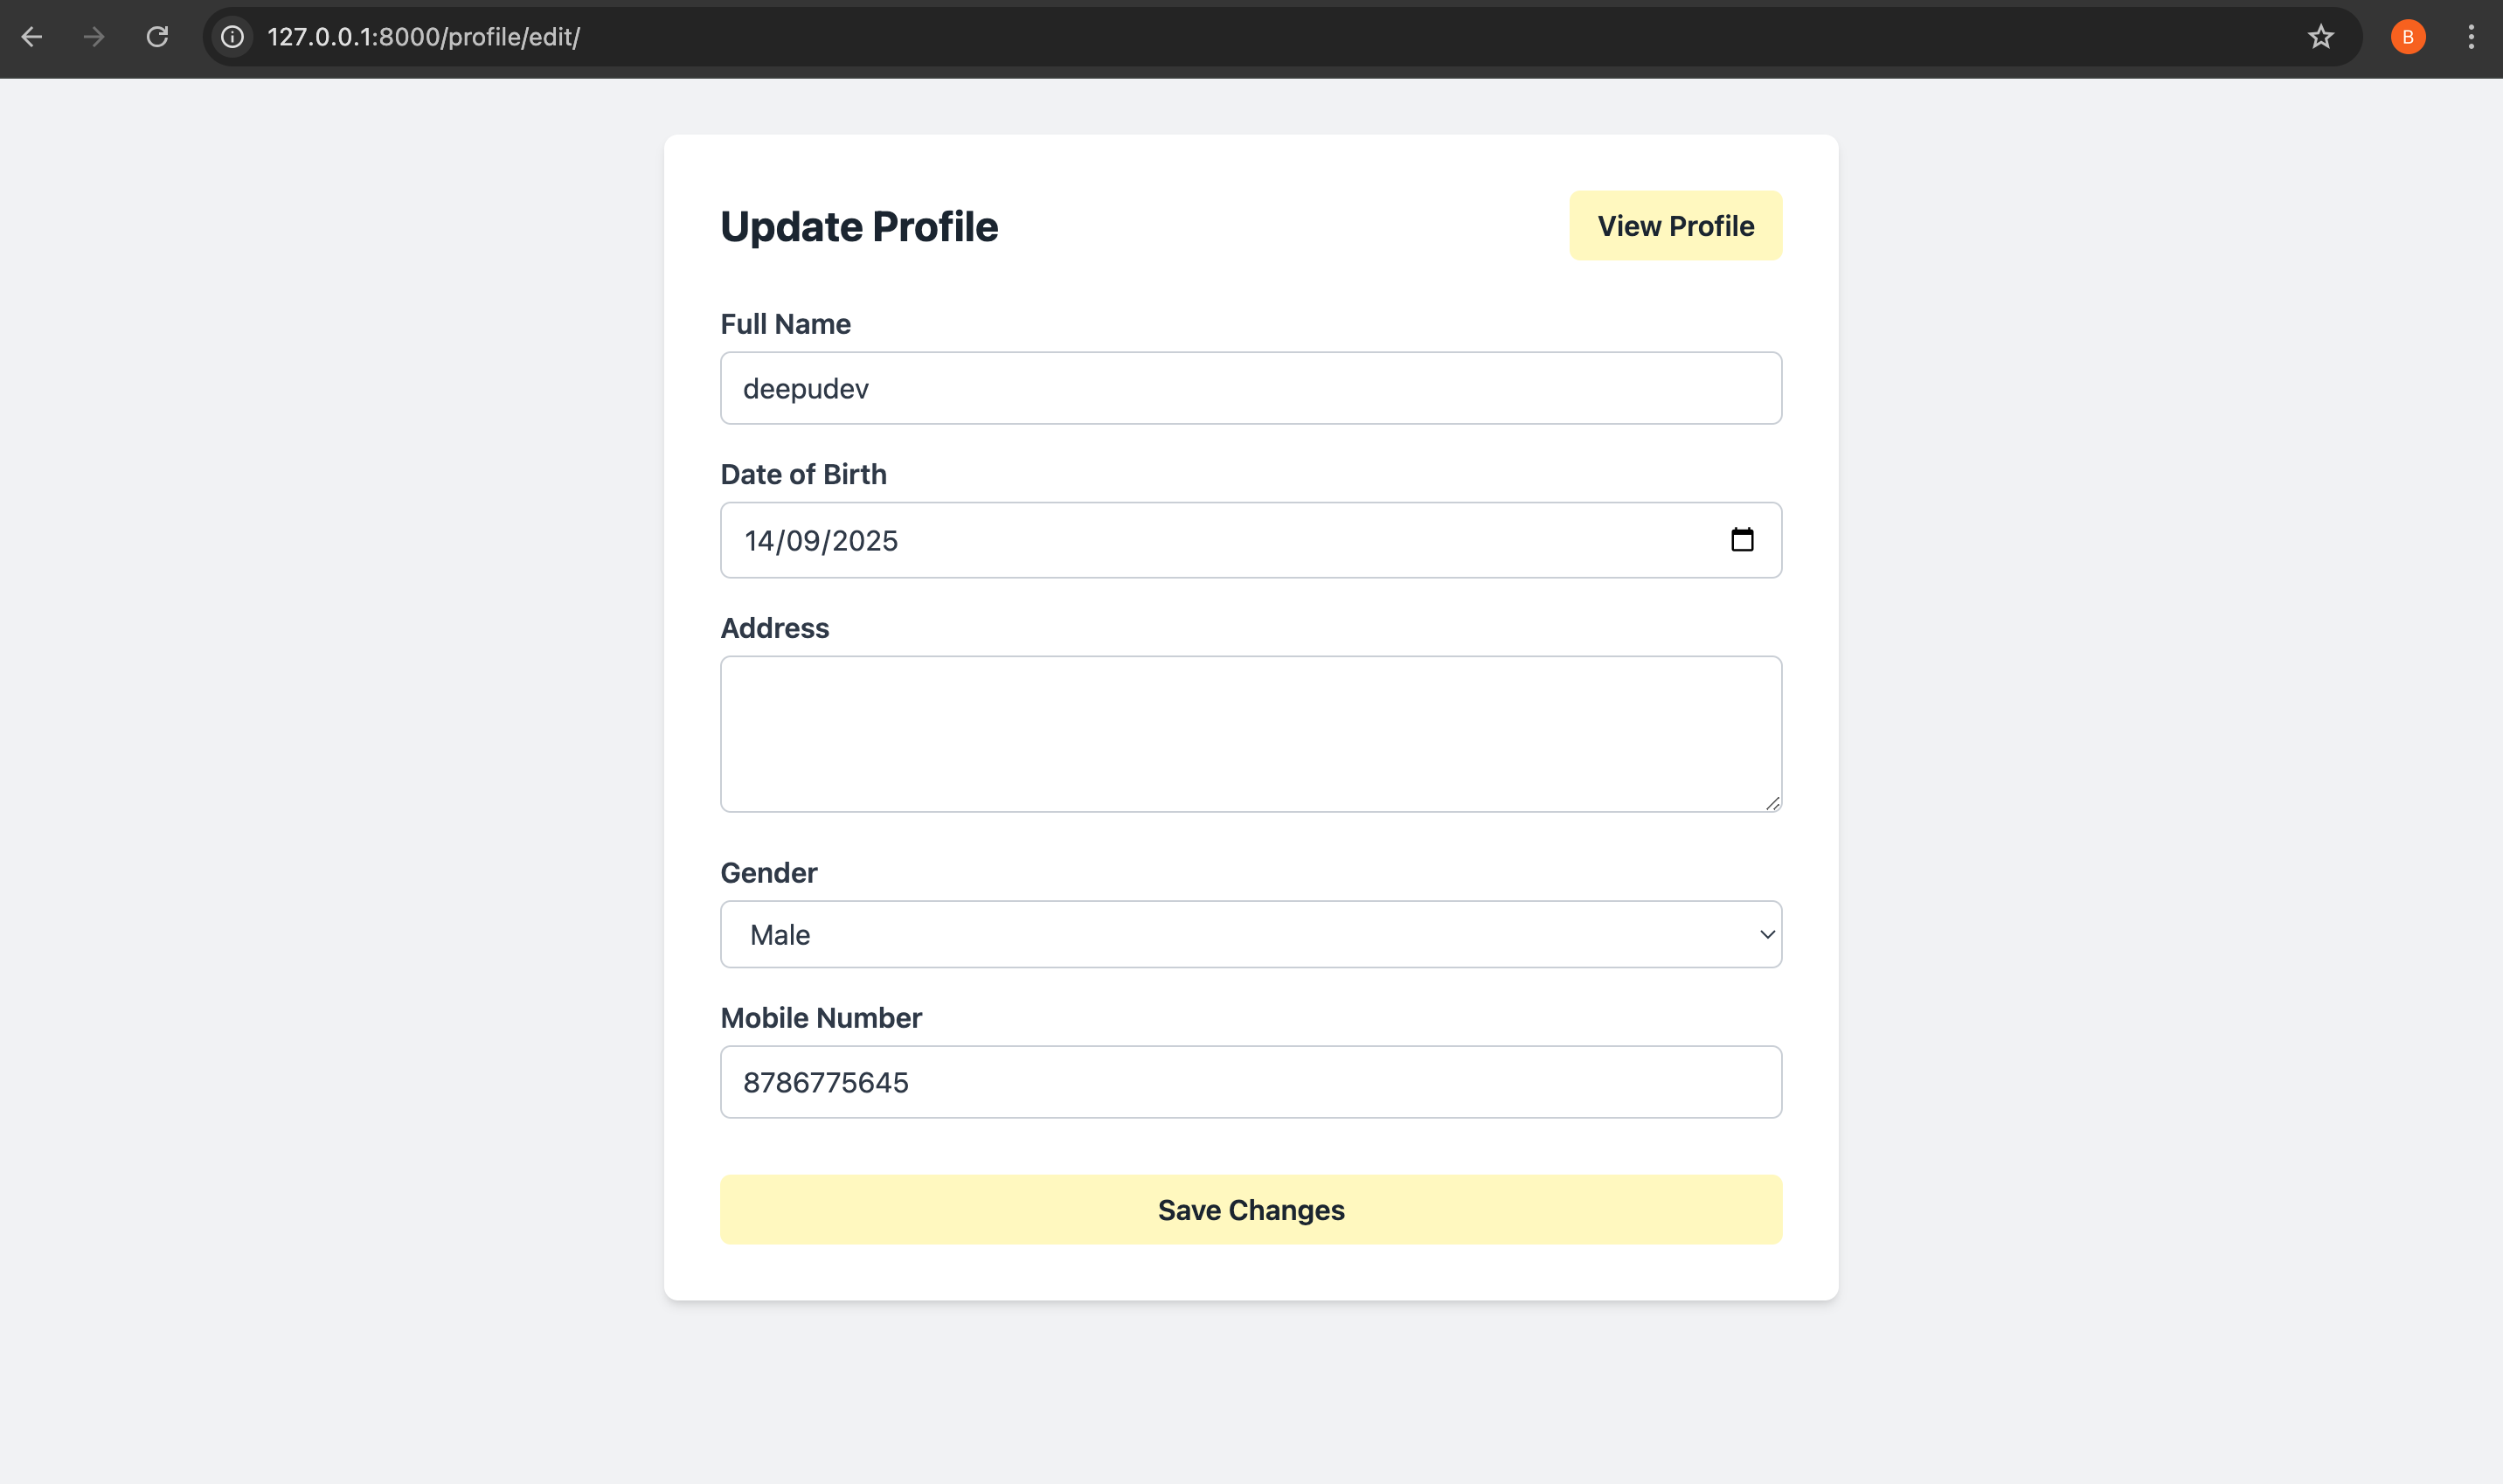 127.0.0.1:8000/profile/edit/
B
Update Profile
View Profile
Full Name
deepudev
Date of Birth
14/09/2025
Address
Gender
Male
Mobile Number
8786775645
Save Changes